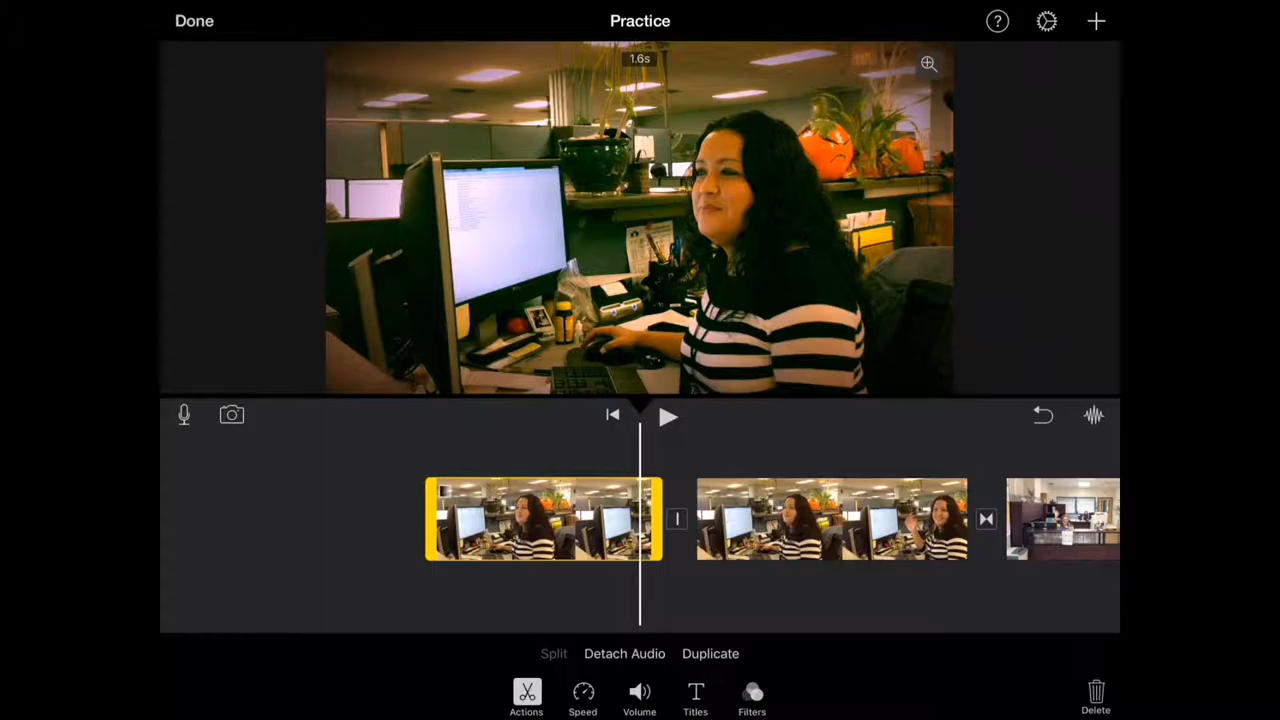 Done
Practice
?
1.6s
Split
Detach Audio
Duplicate
Actions
Speed
Volume
Titles
Filters
Delete